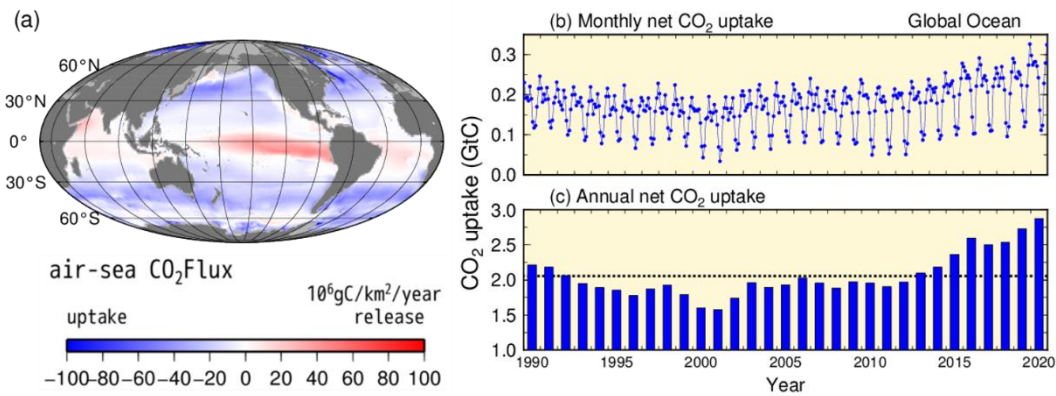 (a)
60°N
30°N
0°
30°S
60°S
air-sea CO₂Flux
10⁶gC/km²/year
uptake
release
−100 −80 −60 −40 −20 0 20 40 60 80 100
(b) Monthly net CO₂ uptake
Global Ocean
0.3
0.2
0.1
0.0
(c) Annual net CO₂ uptake
3.0
2.5
2.0
1.5
1.0
CO₂ uptake (GtC)
1990 1995 2000 2005 2010 2015 2020
Year